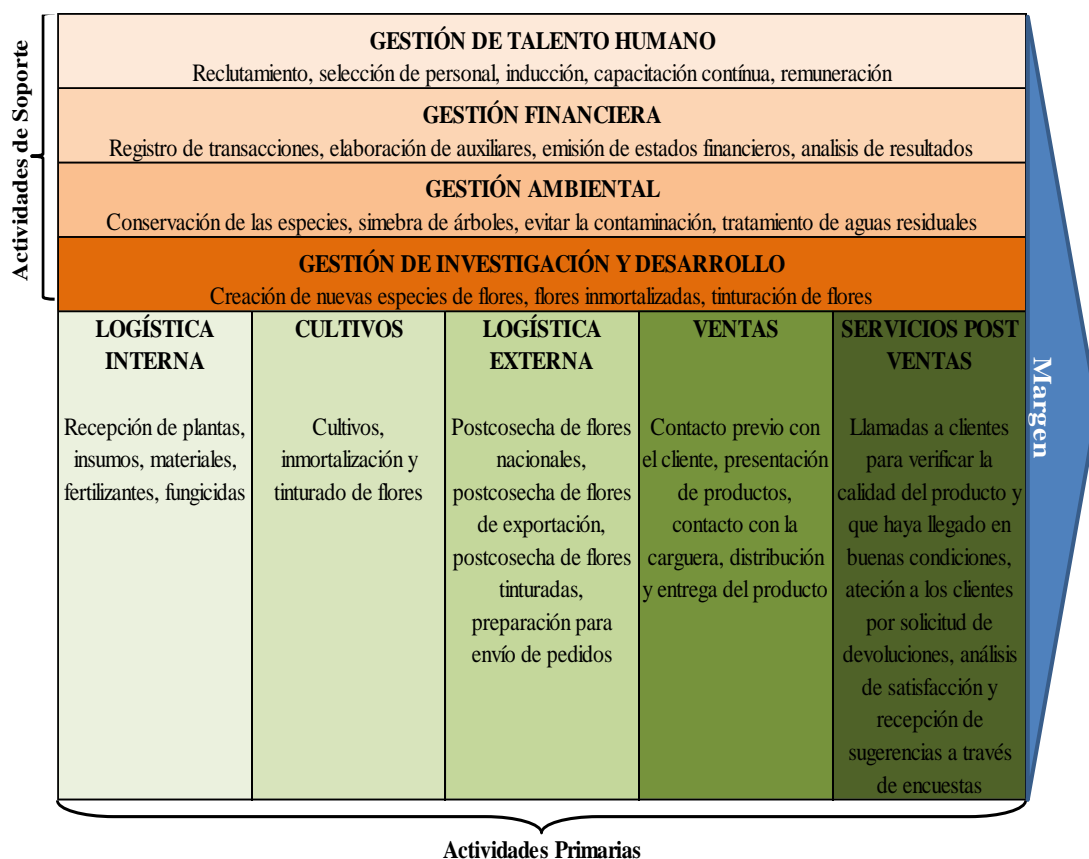 Actividades de Soporte
GESTIÓN DE TALENTO HUMANO
Reclutamiento, selección de personal, inducción, capacitación contínua, remuneración
GESTIÓN FINANCIERA
Registro de transacciones, elaboración de auxiliares, emisión de estados financieros, analisis de resultados
GESTIÓN AMBIENTAL
Conservación de las especies, simebra de árboles, evitar la contaminación, tratamiento de aguas residuales
GESTIÓN DE INVESTIGACIÓN Y DESARROLLO
Creación de nuevas especies de flores, flores inmortalizadas, tinturación de flores
LOGÍSTICA
INTERNA
Recepción de plantas,
insumos, materiales,
fertilizantes, fungicidas
CULTIVOS
Cultivos,
inmortalización y
tinturado de flores
LOGÍSTICA
EXTERNA
Postcosecha de flores
nacionales,
postcosecha de flores
de exportación,
postcosecha de flores
tinturadas,
preparación para
envío de pedidos
VENTAS
Contacto previo con
el cliente, presentación
de productos,
contacto con la
carguera, distribución
y entrega del producto
SERVICIOS POST
VENTAS
Llamadas a clientes
para verificar la
calidad del producto y
que haya llegado en
buenas condiciones,
ateción a los clientes
por solicitud de
devoluciones, análisis
de satisfacción y
recepción de
sugerencias a través
de encuestas
Margen
Actividades Primarias